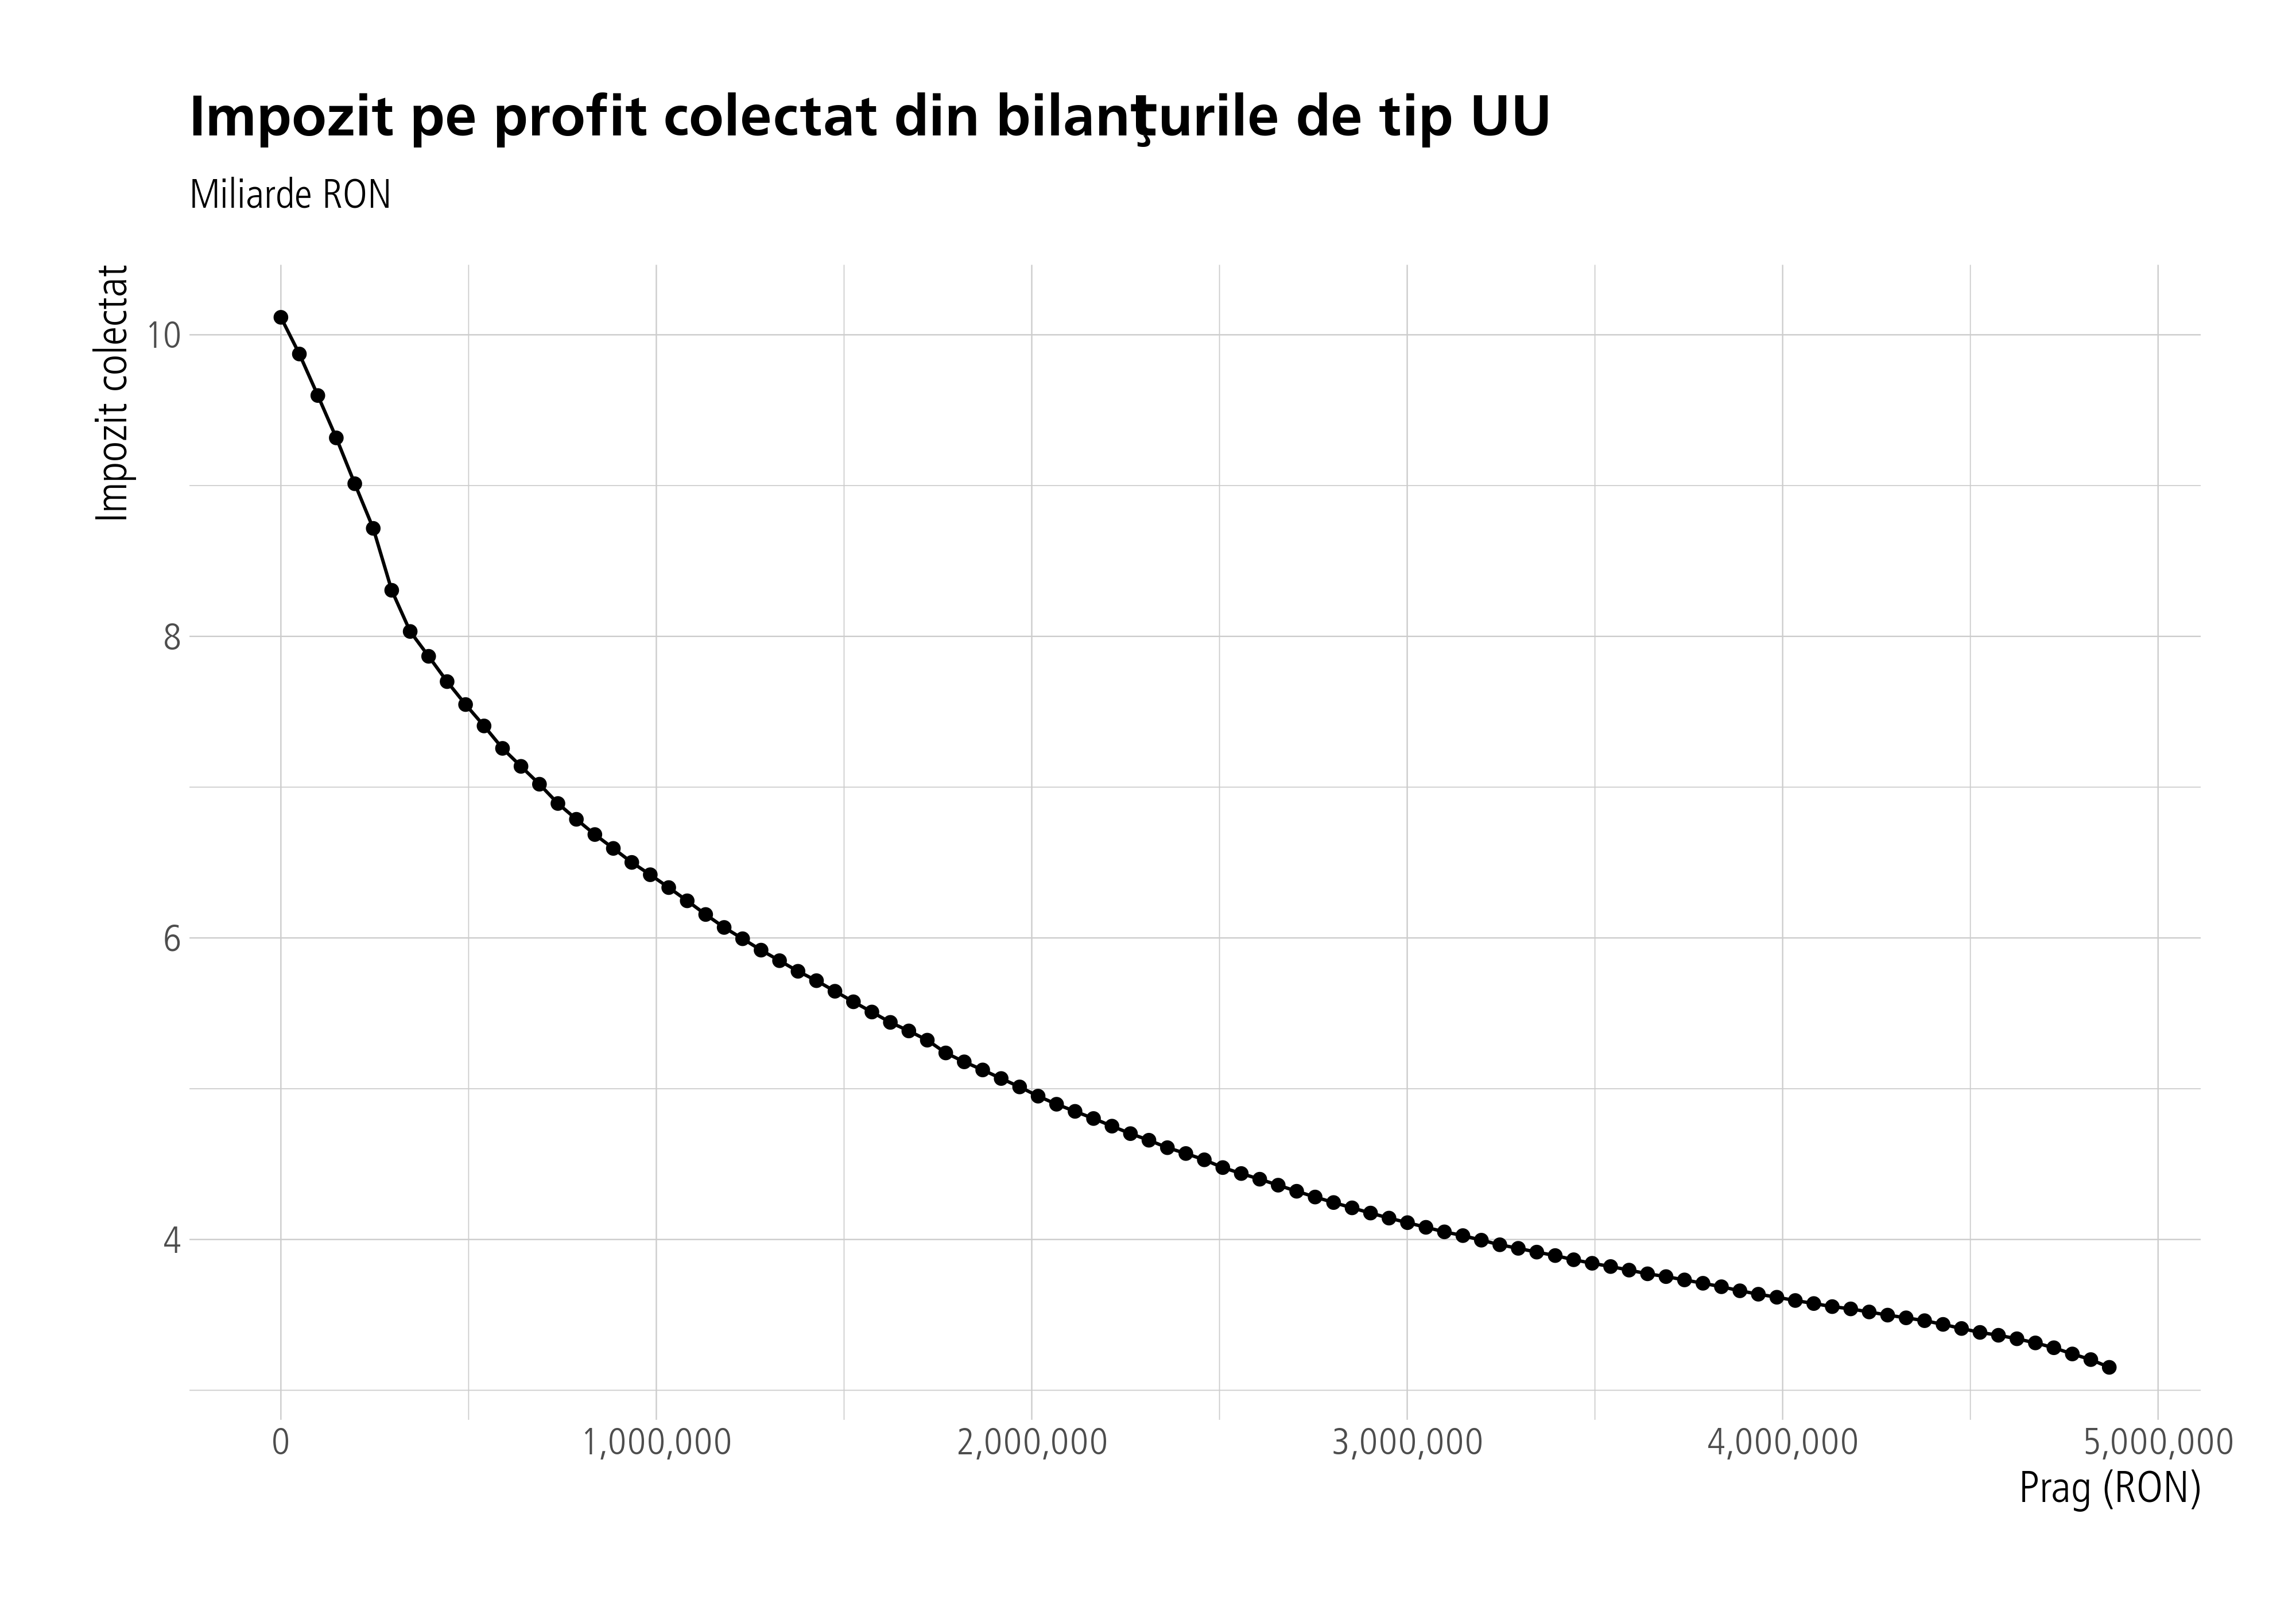 Impozit pe profit colectat din bilanţurile de tip UU
Miliarde RON
Impozit colectat
10
8
6
4
0
1,000,000
2,000,000
3,000,000
4,000,000
5,000,000
Prag (RON)